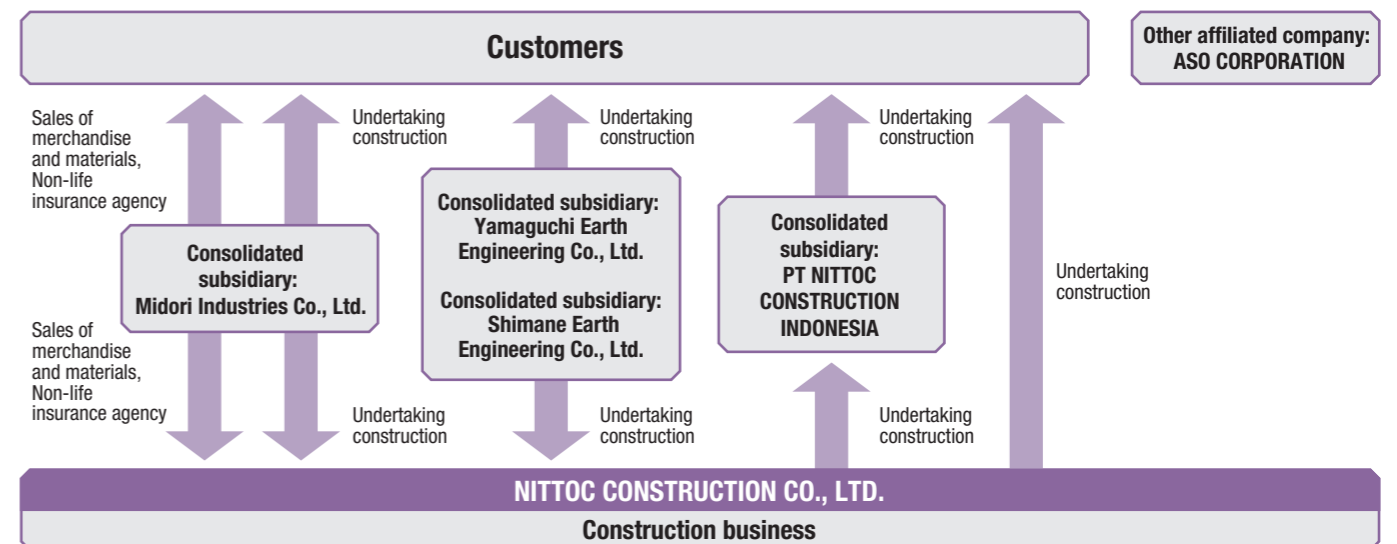 Customers
Other affiliated company:
ASO CORPORATION
Sales of
merchandise
and materials,
Non-life
insurance agency
Undertaking
construction
Undertaking
construction
Undertaking
construction
Consolidated
subsidiary:
Midori Industries Co., Ltd.
Consolidated subsidiary:
Yamaguchi Earth
Engineering Co., Ltd.
Consolidated subsidiary:
Shimane Earth
Engineering Co., Ltd.
Consolidated
subsidiary:
PT NITTOC
CONSTRUCTION
INDONESIA
Undertaking
construction
Sales of
merchandise
and materials,
Non-life
insurance agency
Undertaking
construction
Undertaking
construction
Undertaking
construction
NITTOC CONSTRUCTION CO., LTD.
Construction business